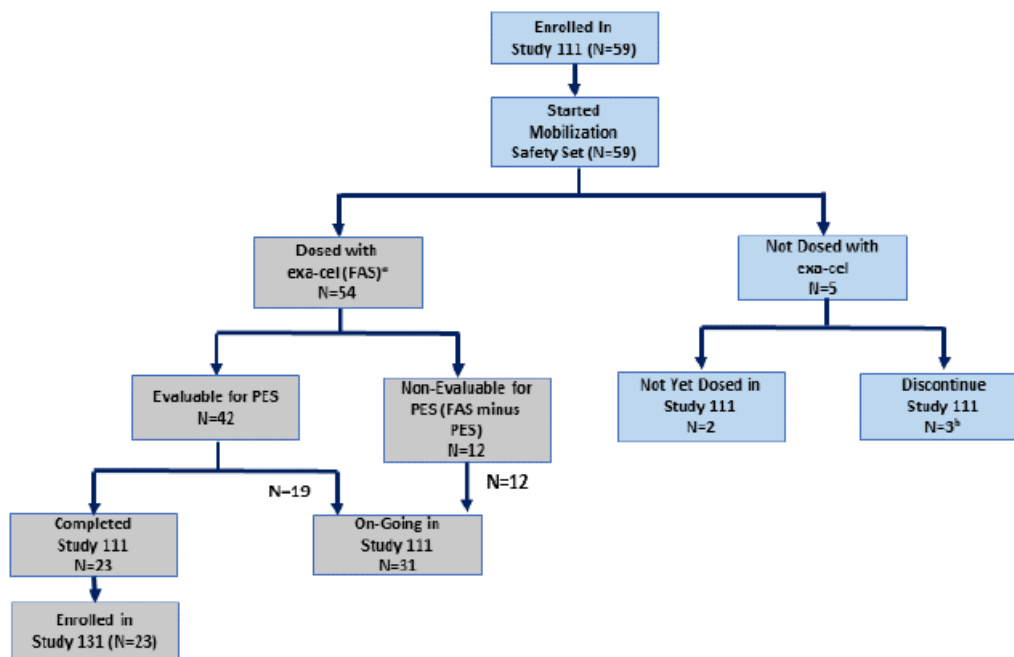 Enrolled In
Study 111 (N=59)
Started
Mobilization
Safety Set (N=59)
Dosed with
exa-cel (FAS)ᵃ
N=54
Not Dosed with
exa-cel
N=5
Evaluable for PES
N=42
Non-Evaluable for
PES (FAS minus
PES)
N=12
Not Yet Dosed in
Study 111
N=2
Discontinue
Study 111
N=3ᵇ
N=19
N=12
Completed
Study 111
N=23
On-Going in
Study 111
N=31
Enrolled in
Study 131 (N=23)